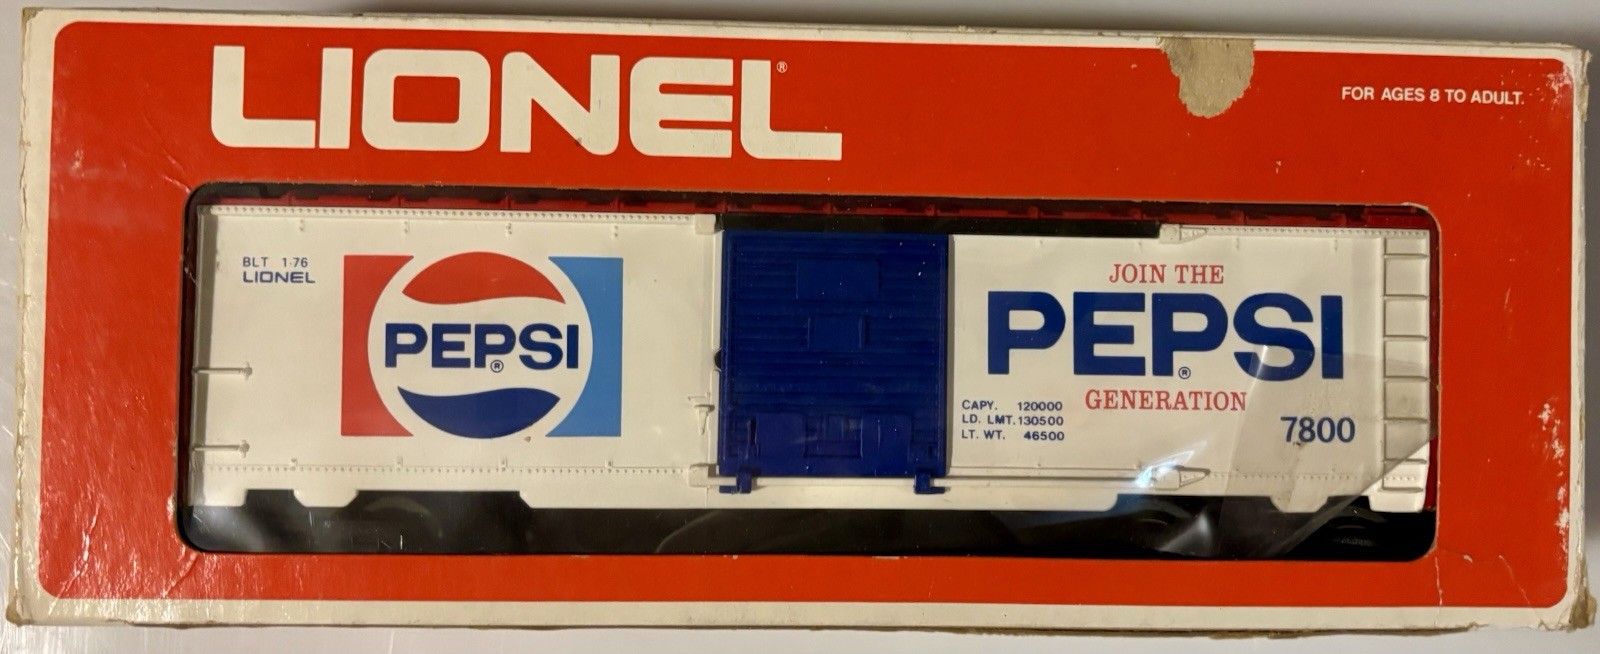 LIONEL®
FOR AGES 8 TO ADULT.
BLT 1-76
LIONEL
PEPSI
®
JOIN THE
PEPSI
®
GENERATION
CAPY. 120000
LD. LMT. 130500
LT. WT. 46500
7800